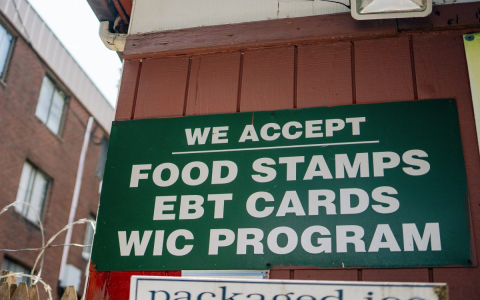 WE ACCEPT
FOOD STAMPS
EBT CARDS
WIC PROGRAM
packaged ice